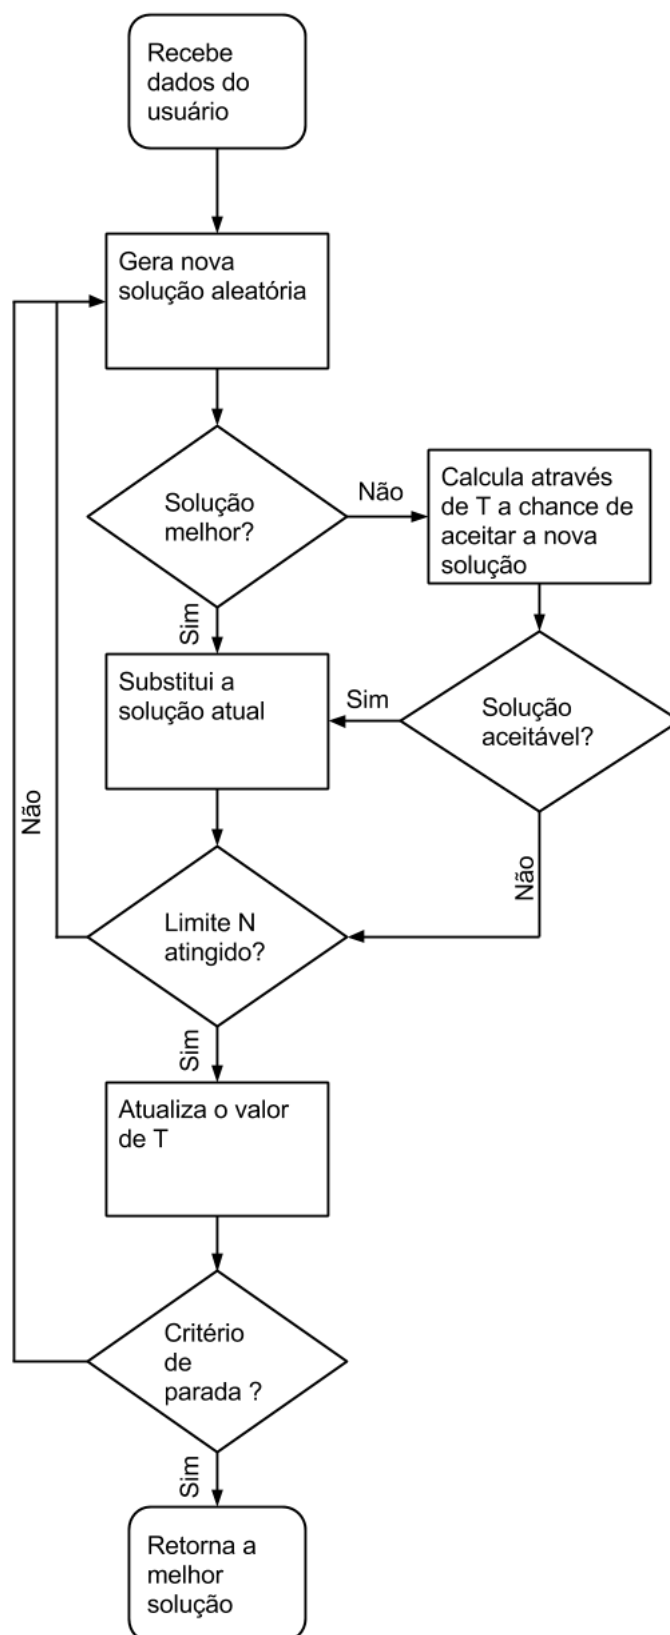 Recebe
dados do
usuário
Gera nova
solução aleatória
Solução
melhor?
Não
Calcula através
de T a chance de
aceitar a nova
solução
Sim
Substitui a
solução atual
Sim
Solução
aceitável?
Não
Não
Limite N
atingido?
Sim
Atualiza o valor
de T
Critério
de
parada ?
Sim
Retorna a
melhor
solução